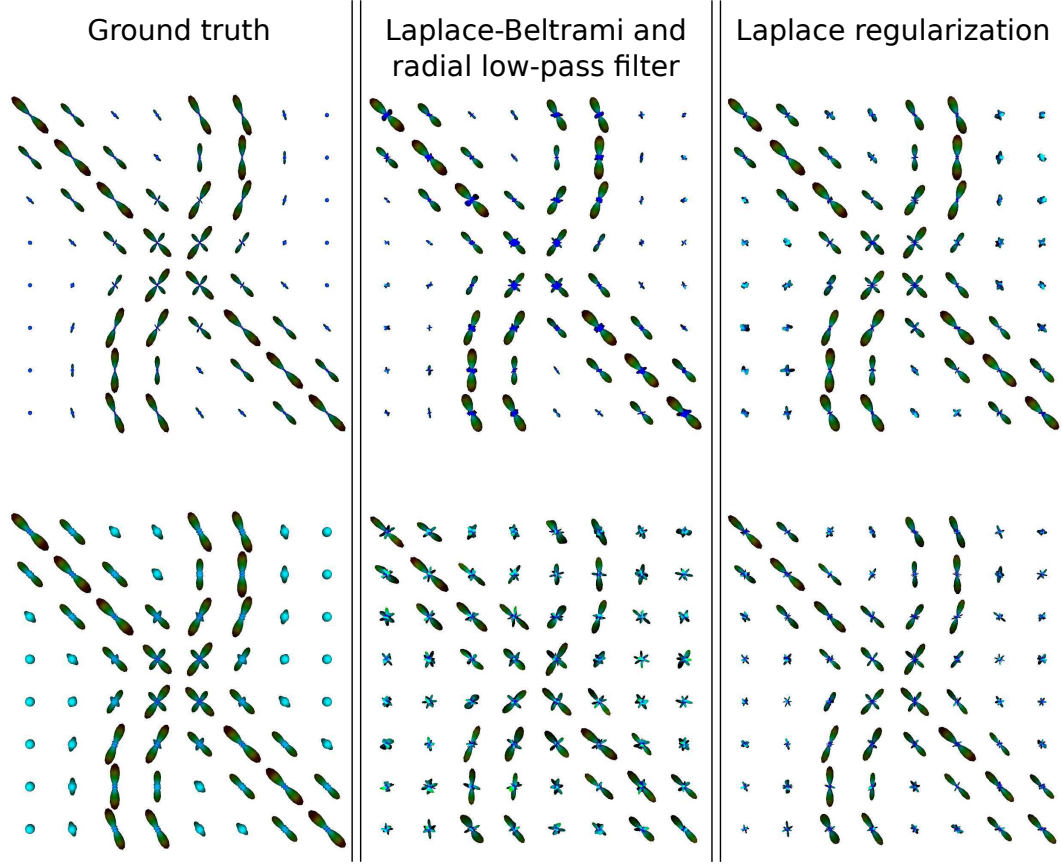 Ground truth
Laplace-Beltrami and
radial low-pass filter
Laplace regularization